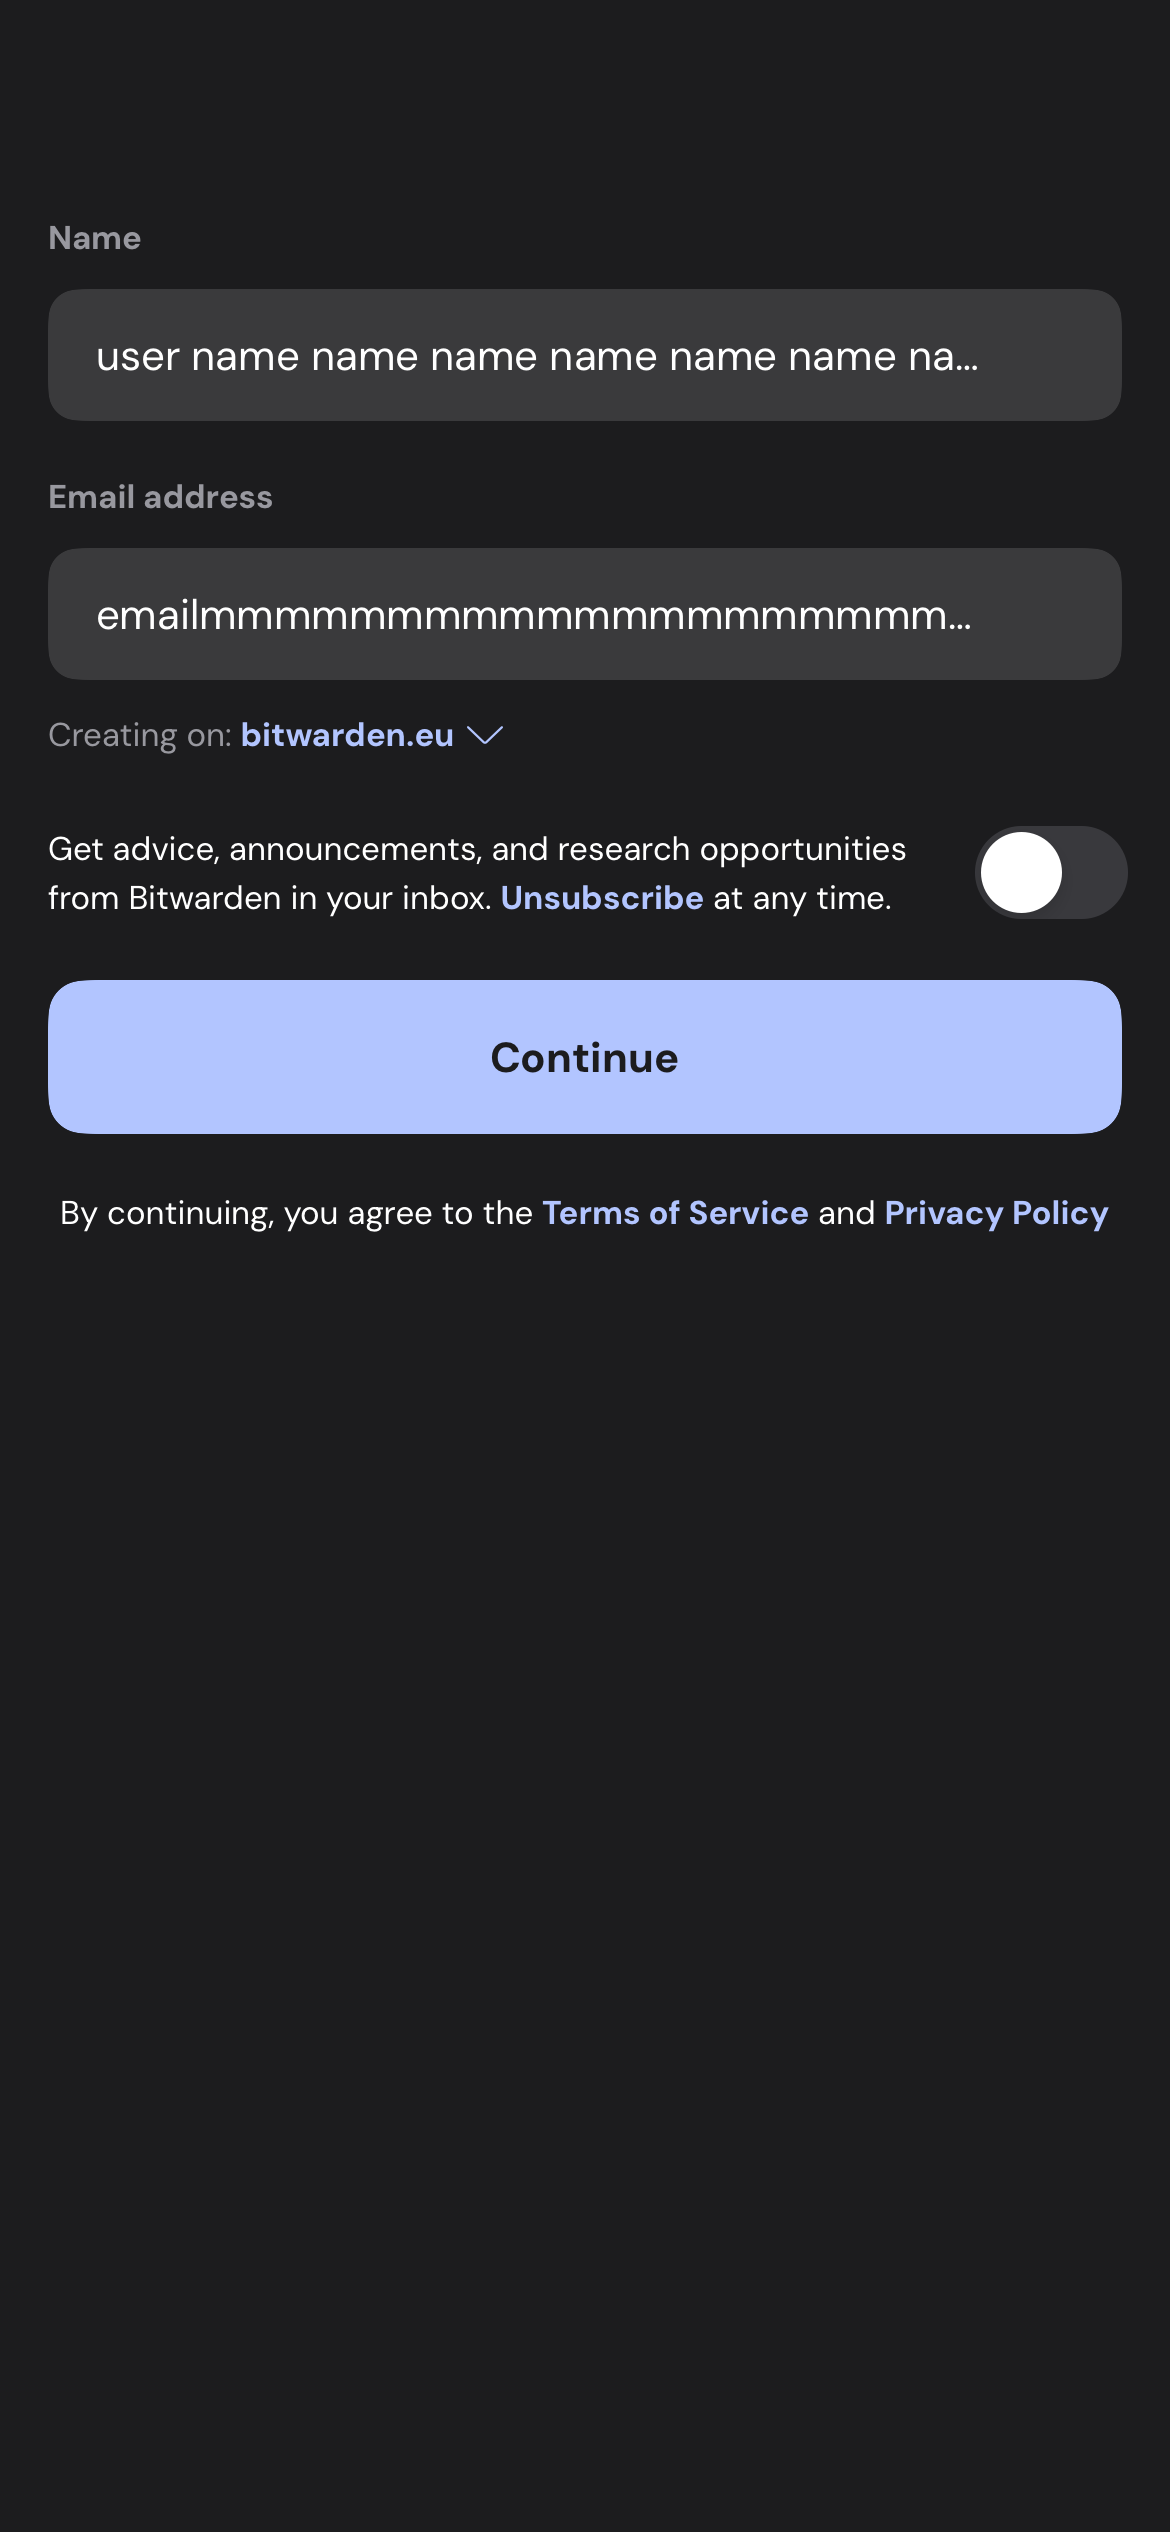 Name
user name name name name name name na...
Email address
emailmmmmmmmmmmmmmmmmmmmm...
Creating on: bitwarden.eu
Get advice, announcements, and research opportunities
from Bitwarden in your inbox. Unsubscribe at any time.
Continue
By continuing, you agree to the Terms of Service and Privacy Policy